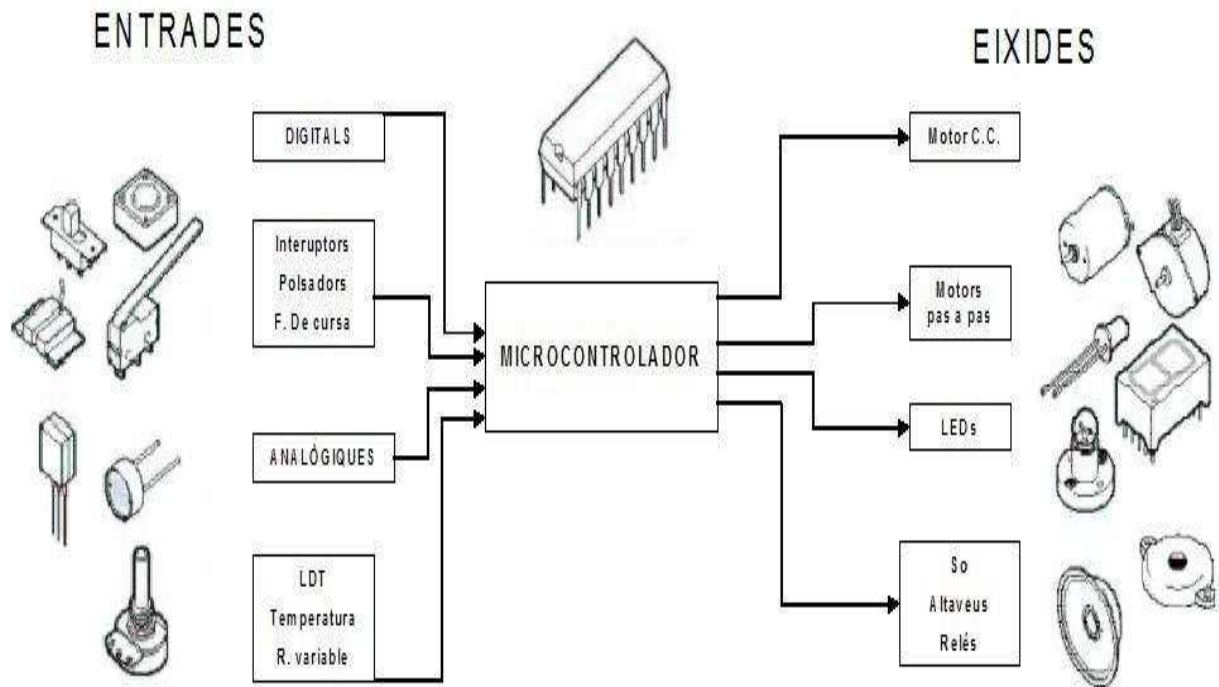 ENTRADES
EIXIDES
DIGITALS
Interuptors
Polsadors
F. De cursa
ANALÒGIQUES
LDT
Temperatura
R. variable
MICROCONTROLADOR
Motor C.C.
Motors
pas a pas
LEDs
So
Altaveus
Relés